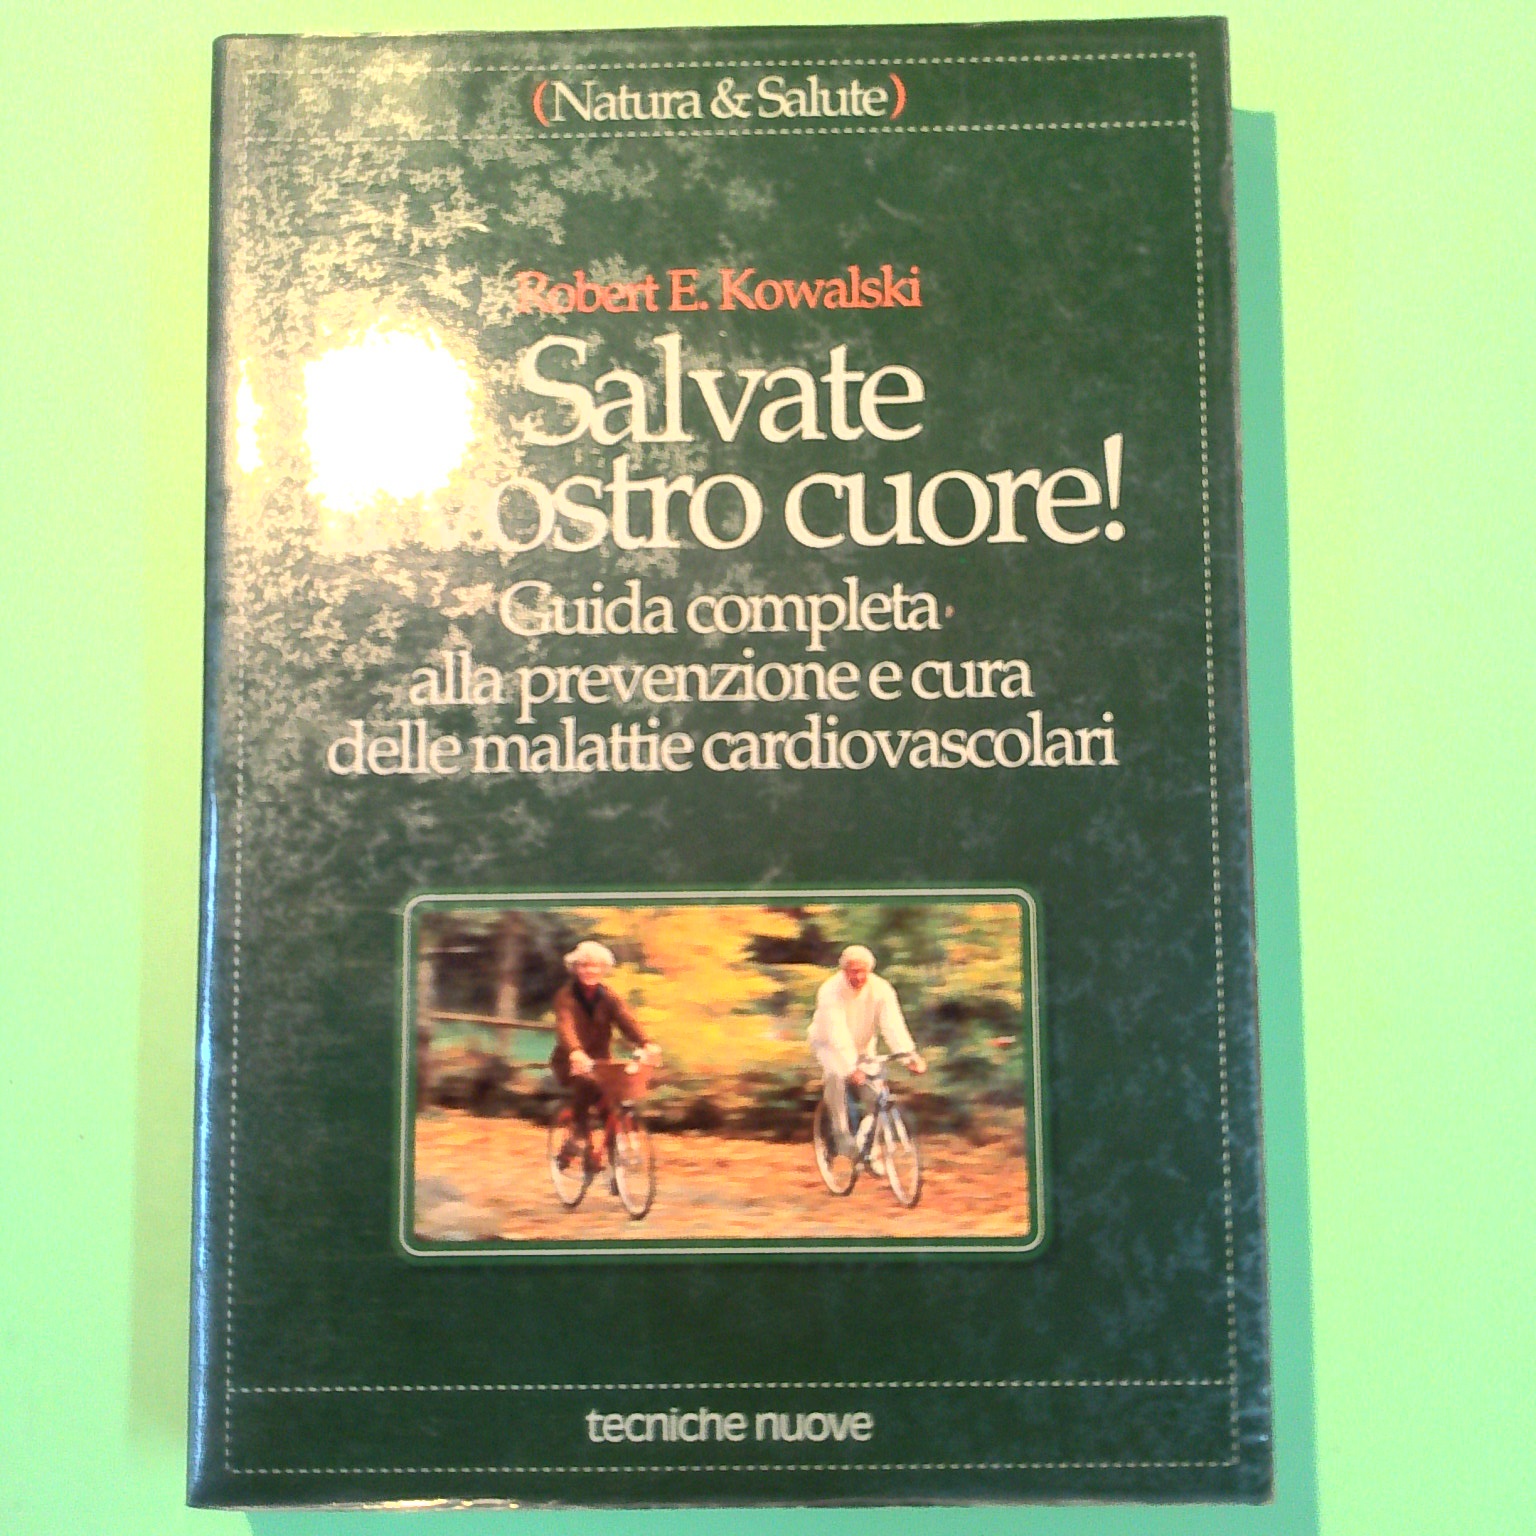 (Natura & Salute)
Robert E. Kowalski
Salvate
ostro cuore!
Guida completa
alla prevenzione e cura
delle malattie cardiovascolari
tecniche nuove